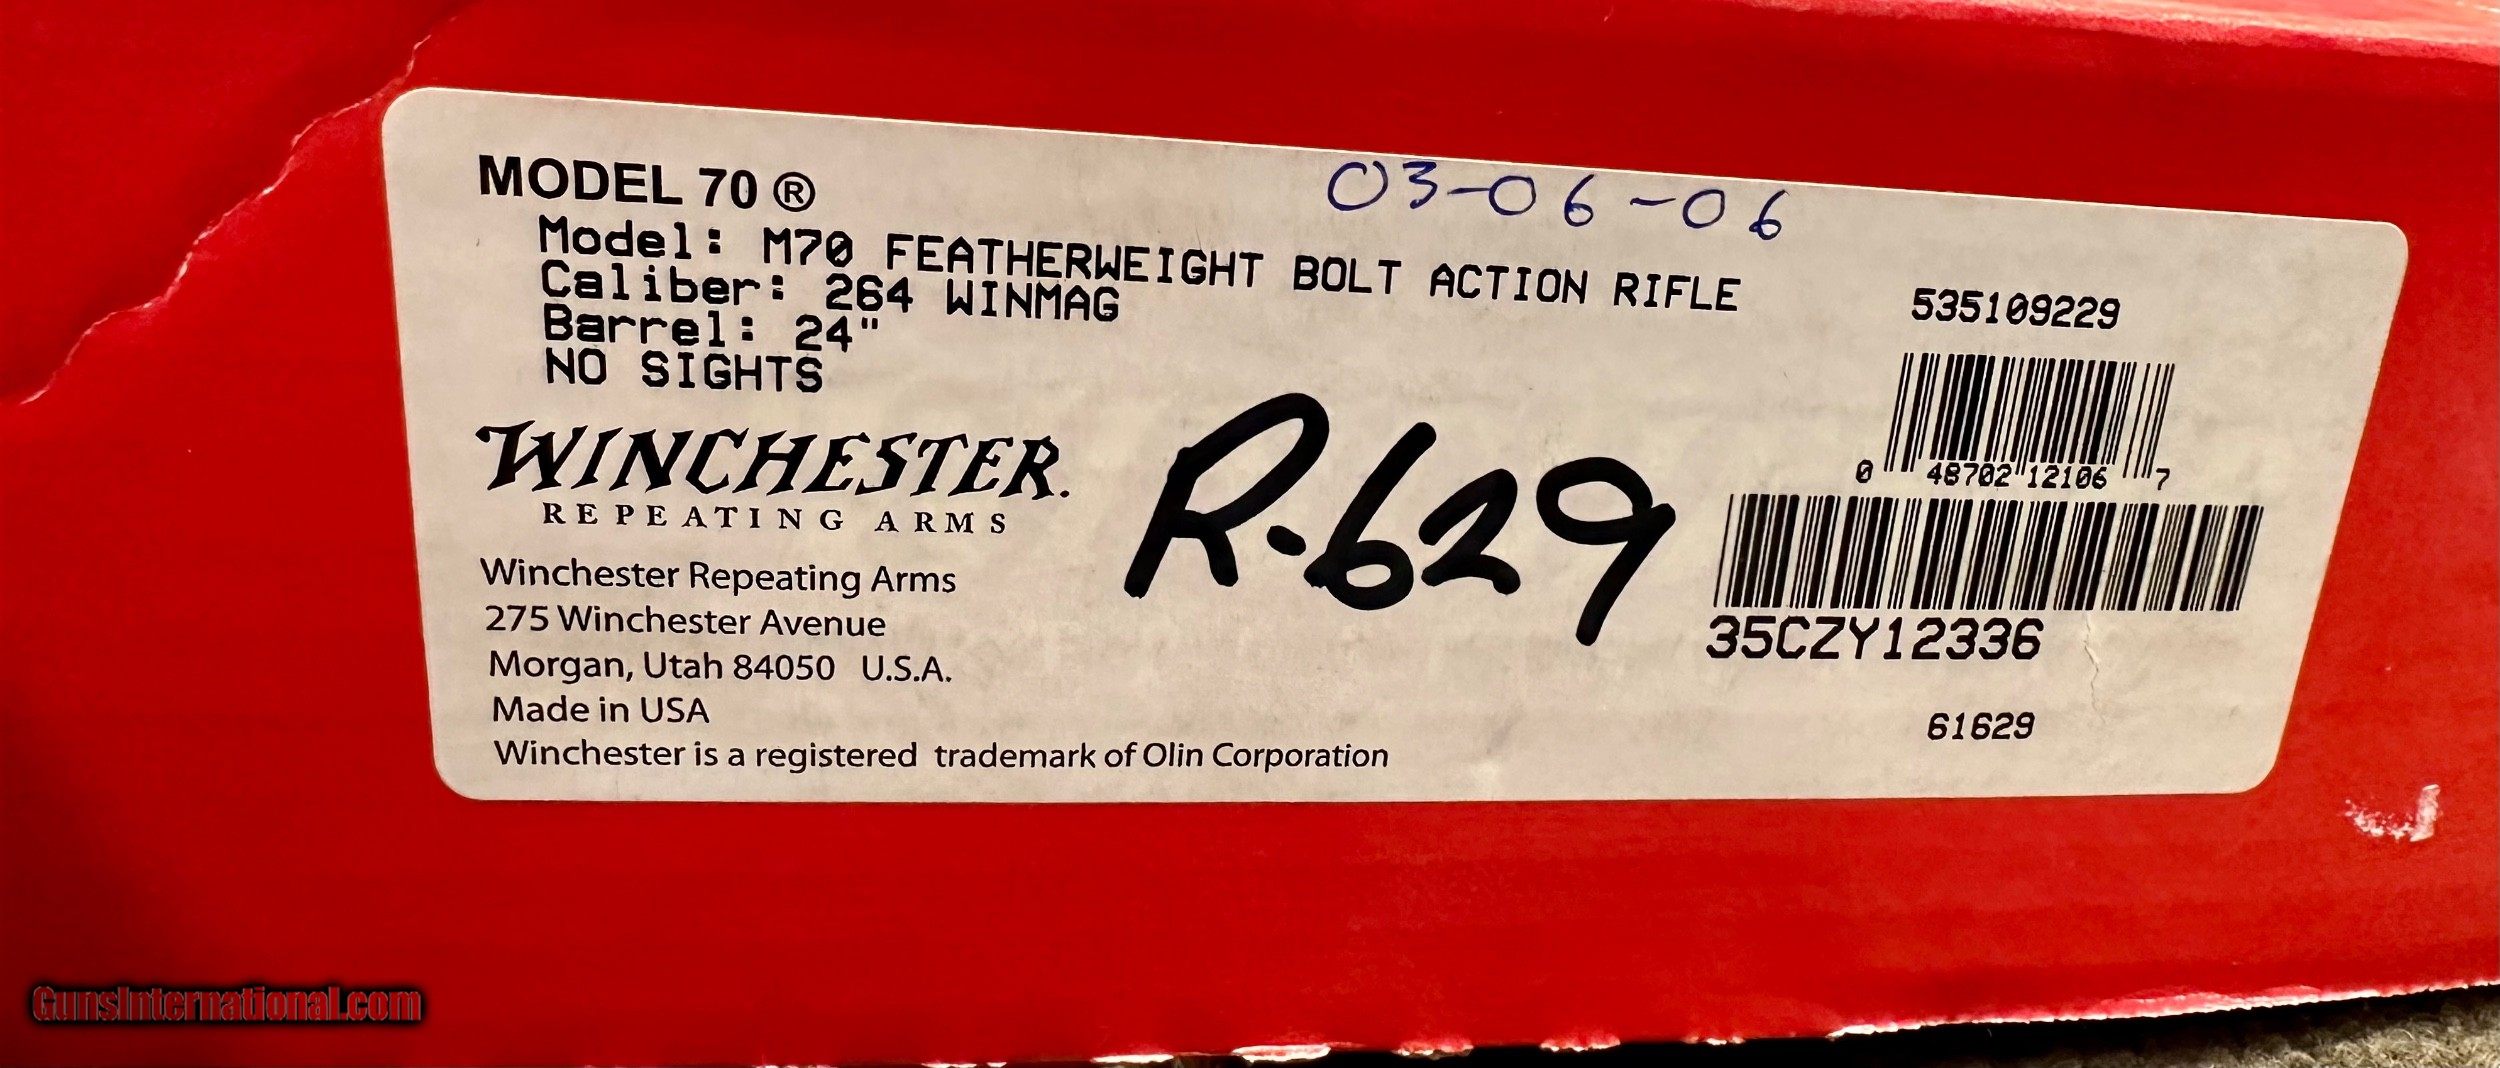 03-06-06
MODEL 70 ®
Model: M70 FEATHERWEIGHT BOLT ACTION RIFLE
Caliber: 264 WINMAG
Barrel: 24"
NO SIGHTS
535109229
0 48702 12106 7
WINCHESTER.
REPEATING ARMS
R-629
35CZY12336
Winchester Repeating Arms
275 Winchester Avenue
Morgan, Utah 84050 U.S.A.
Made in USA
Winchester is a registered trademark of Olin Corporation
61629
GunsInternational.com